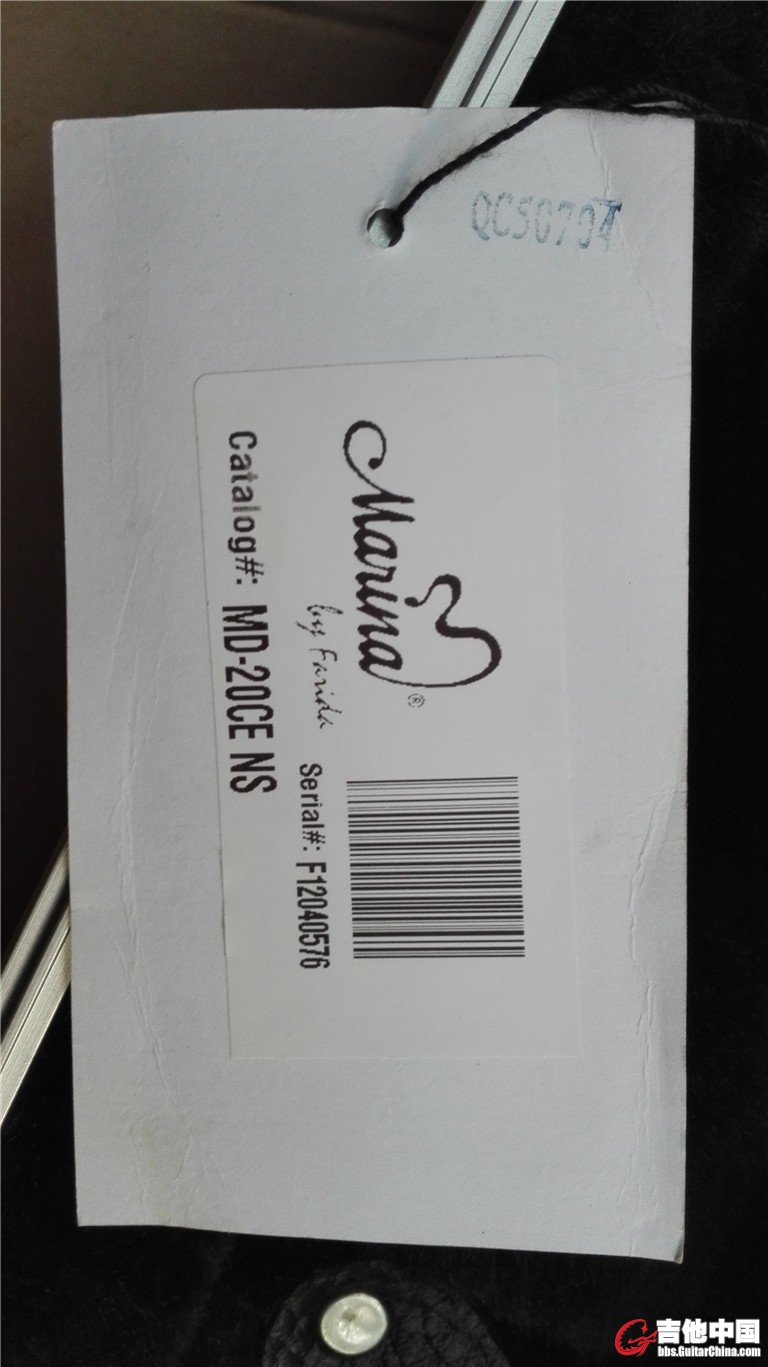 QC50704
Marina®
by Farida
Serial#: F12040576
Catalog#: MD-20CE NS
吉他中国
bbs.GuitarChina.com